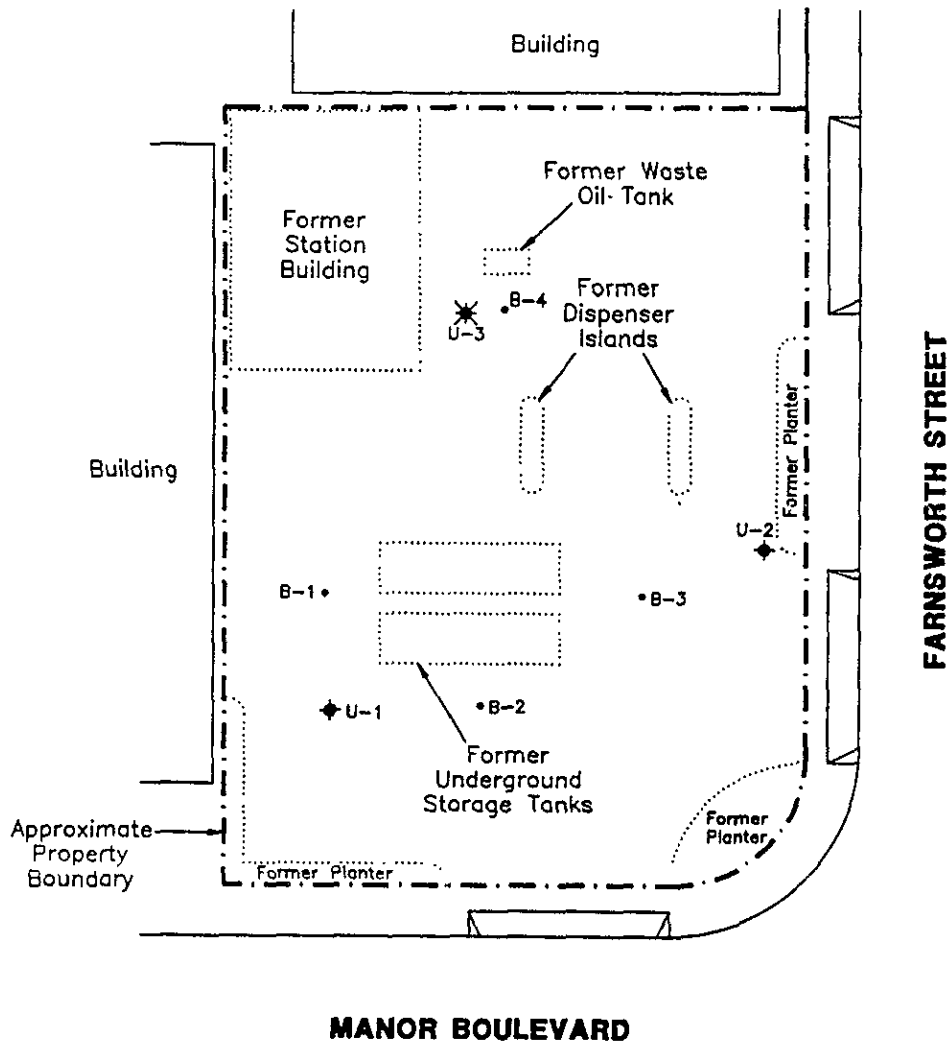 Building
Former Waste
Oil-Tank
Former
Station
Building
Former
Dispenser
Islands
B-4
U-3
Former Planter
FARNSWORTH STREET
Building
U-2
B-1
B-3
U-1
B-2
Former
Underground
Storage Tanks
Former
Planter
Approximate
Property
Boundary
Former Planter
MANOR BOULEVARD